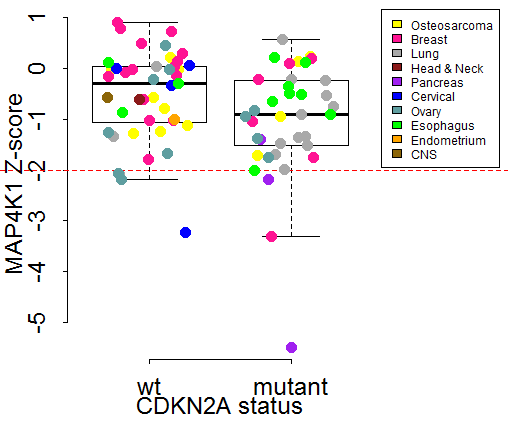 1
0
-1
-2
-3
-4
-5
MAP4K1 Z-score
wt
mutant
CDKN2A status
Osteosarcoma
Breast
Lung
Head & Neck
Pancreas
Cervical
Ovary
Esophagus
Endometrium
CNS